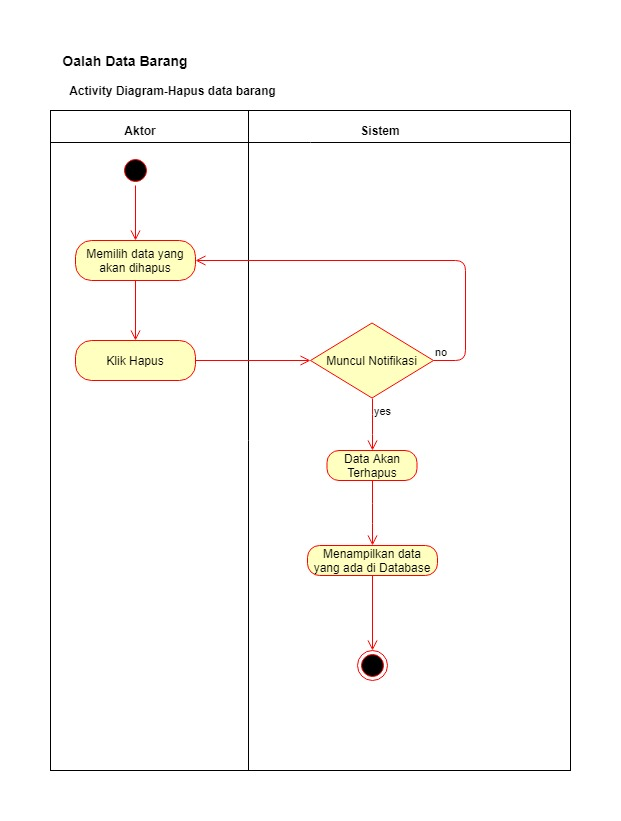 Oalah Data Barang
Activity Diagram-Hapus data barang
Aktor
Sistem
Memilih data yang
akan dihapus
Klik Hapus
Muncul Notifikasi
no
yes
Data Akan
Terhapus
Menampilkan data
yang ada di Database